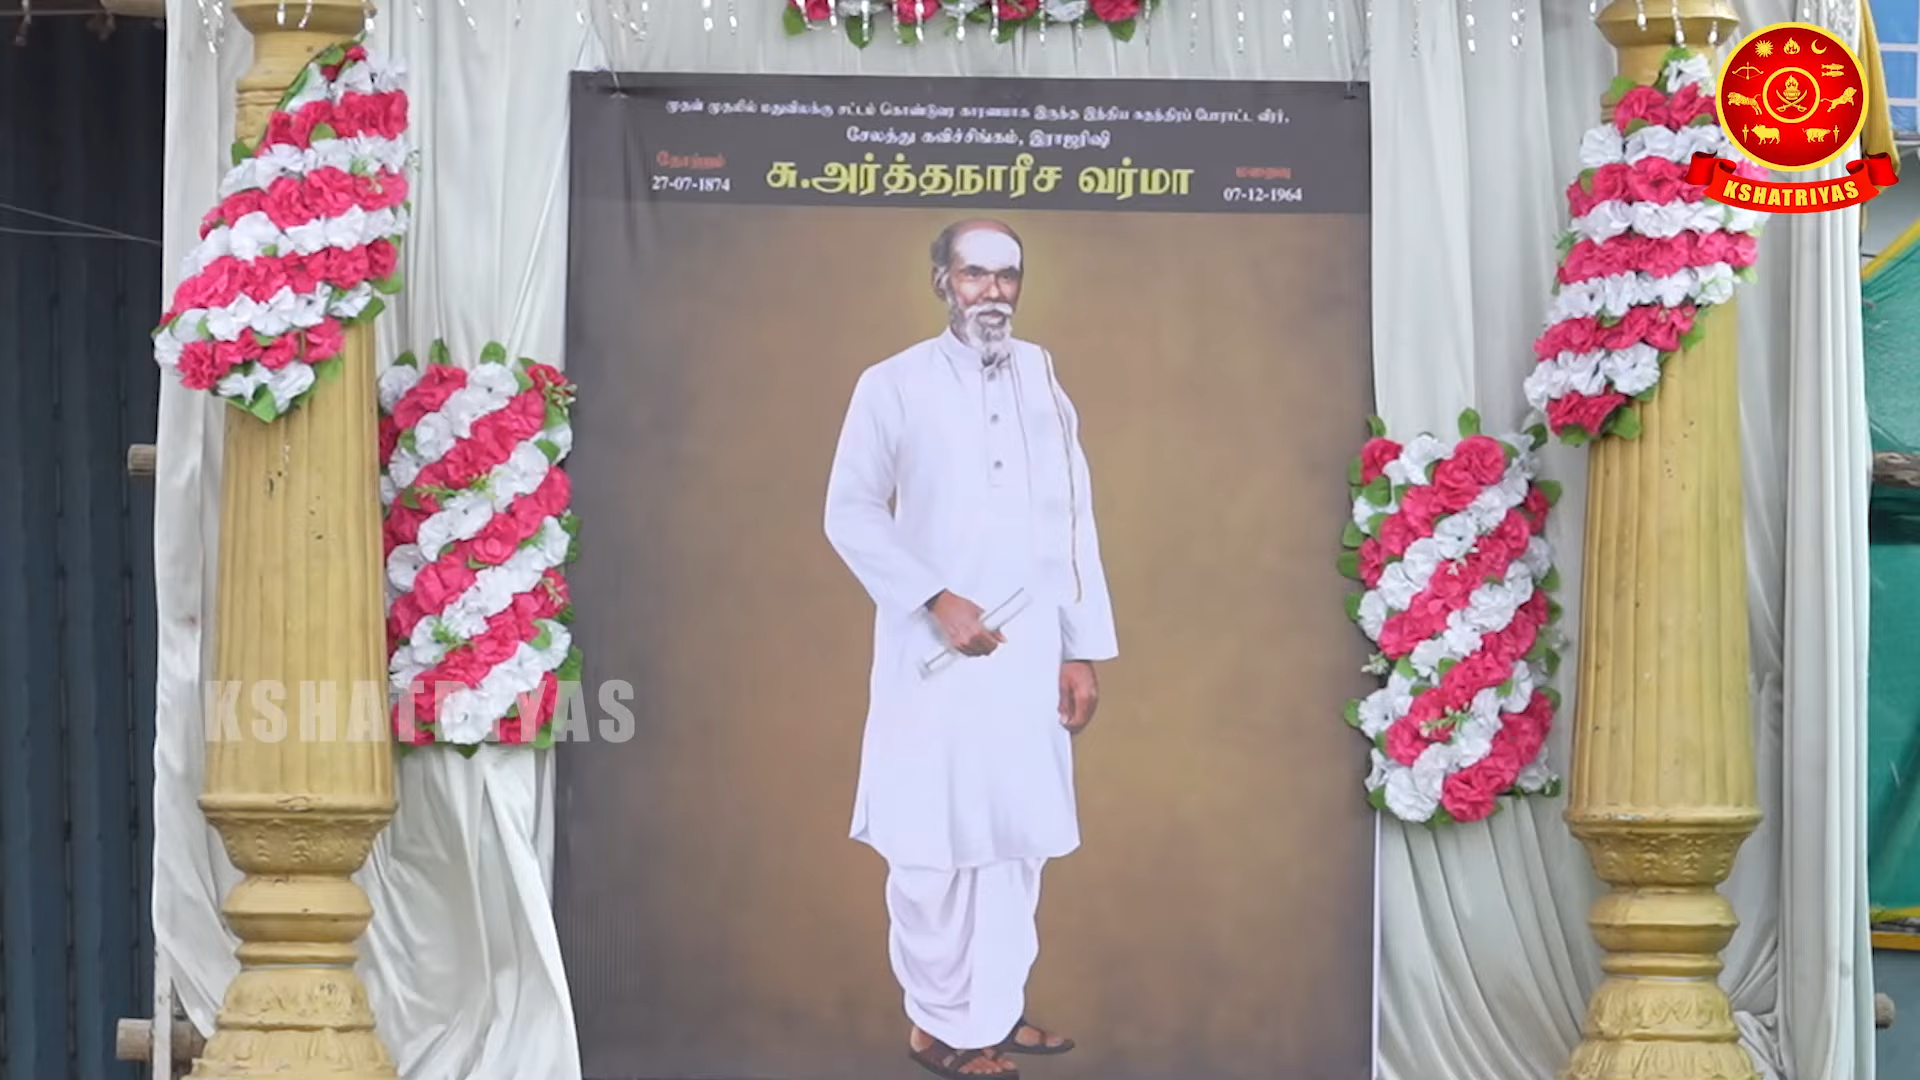 முதன் முதலில் மதுவிலக்கு சட்டம் கொண்டுவர காரணமாக இருந்த இந்திய சுதந்திரப் போராட்ட வீரர்,
சேலத்து கவிச்சிங்கம், இராஜரிஷி
தோற்றம்
27-07-1874
சு.அர்த்தநாரீச வர்மா
மறைவு
07-12-1964
KSHATRIYAS
KSHATRIYAS